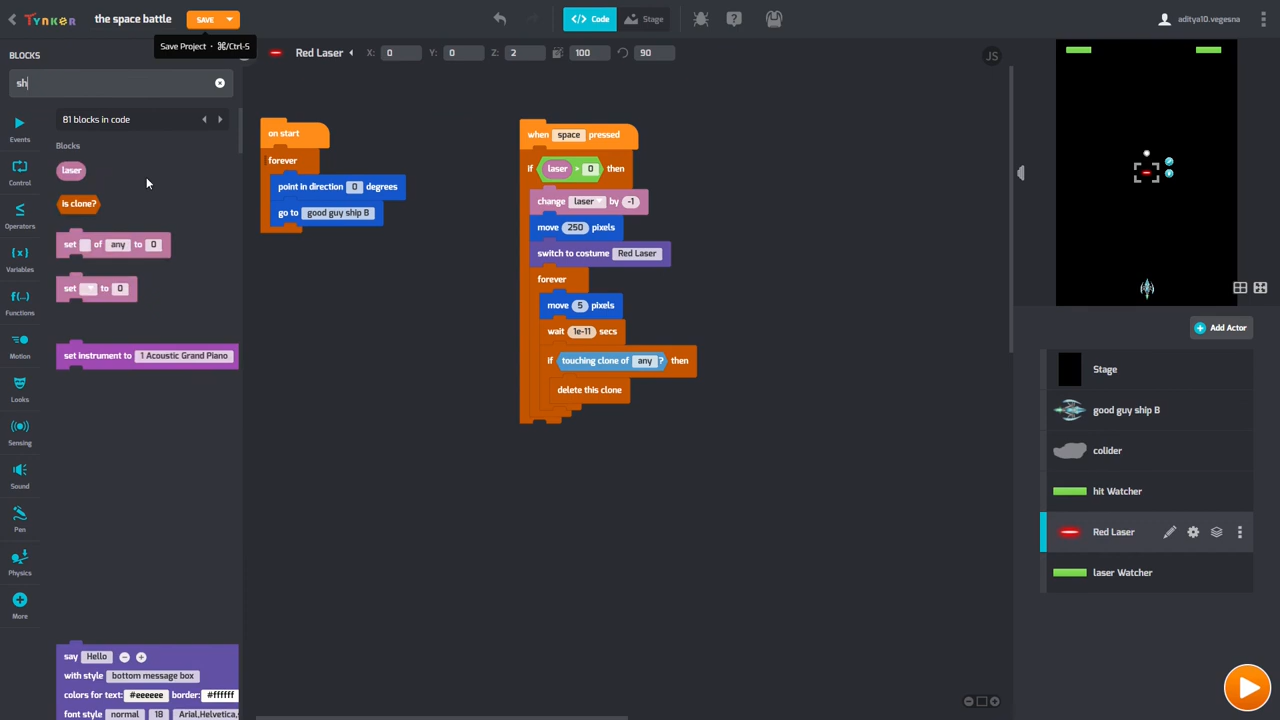 TYNKER
the space battle
SAVE
Code
Stage
aditya10.vegesna
Save Project · ⌘/Ctrl-S
BLOCKS
sh
Red Laser
X: 0
Y: 0
Z: 2
100
90
JS
81 blocks in code
Blocks
laser
is clone?
set of any to 0
set to 0
set instrument to 1 Acoustic Grand Piano
say Hello
with style bottom message box
colors for text: #eeeeee border: #ffffff
font style normal 18 Arial,Helvetica,
Events
Control
Operators
Variables
Functions
Motion
Looks
Sensing
Sound
Pen
Physics
More
on start
forever
point in direction 0 degrees
go to good guy ship B
when space pressed
If laser > 0 then
change laser by -1
move 250 pixels
switch to costume Red Laser
forever
move 5 pixels
wait 1e-11 secs
if touching clone of any ? then
delete this clone
Add Actor
Stage
good guy ship B
colider
hit Watcher
Red Laser
laser Watcher